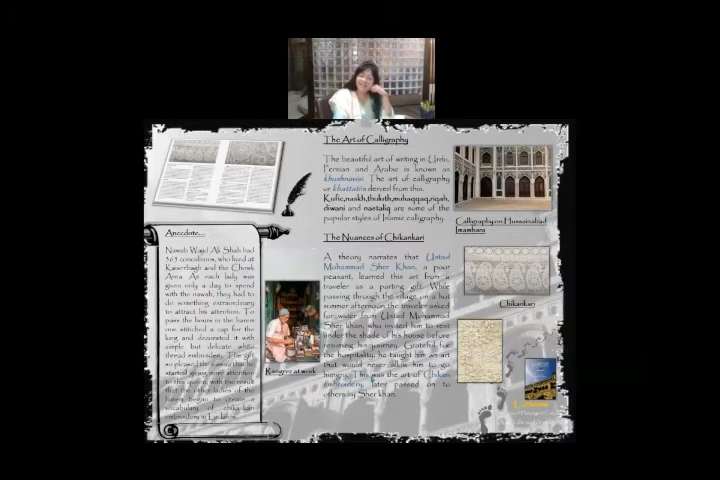 The Art of Calligraphy
The beautiful art of writing in Urdu,
Persian and Arabic is known as
khushnavisi. The art of calligraphy
or khattati is derived from this.
Kufic,naskh,thuluth,muhaqqaq,riqah,
diwani and nastaliq are some of the
popular styles of Islamic calligraphy.
The Nuances of Chikankari
A theory narrates that Ustad
Muhammad Sher Khan, a poor
peasant, learned this art from a
traveler as a parting gift. While
passing through the village on a hot
summer afternoon the traveler asked
for water from Ustad Mohammad
Sher khan, who invited him to rest
under the shade of his house before
resuming his journey. Grateful for
the hospitality, he taught him an art
that would never allow him to go
hungry. This was the art of Chikan
Embroidery, later passed on to
others by Sher khan.
Anecdote...
Nawab Wajid Ali Shah had
365 concubines, who lived at
Kaiserbagh and the Chowk
Area. As each lady was
given only a day to spend
with the nawab, they had to
do something extraordinary
to attract his attention. To
pass the hours in the harem
one stitched a cap for the
king and decorated it with
simple but delicate white
thread embroidery. The gift
so pleased the nawab that he
started giving more attention
to this queen, with the result
that the other ladies of the
harem began to create a
vocabulary of chikankari
embroidery in Lucknow.
Rangrez at work
Calligraphy on Hussainabad
Imambara
Chikankari
Lucknow